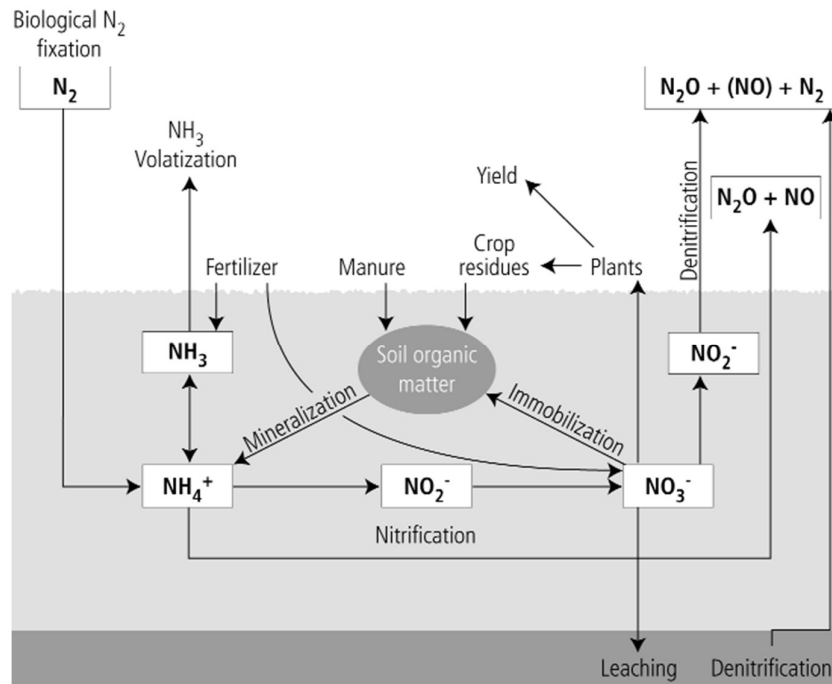 Biological N₂
fixation
N₂
N₂O + (NO) + N₂
NH₃
Volatization
Yield
Denitrification
N₂O + NO
Fertilizer
Manure
Crop
residues
Plants
NH₃
Soil organic
matter
NO₂⁻
Mineralization
Immobilization
NH₄⁺
NO₂⁻
NO₃⁻
Nitrification
Leaching
Denitrification